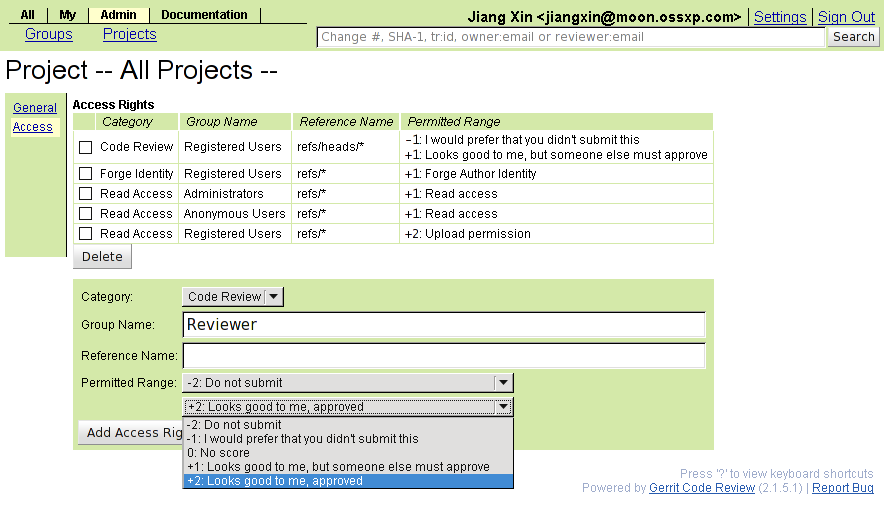 All My Admin Documentation
Jiang Xin <jiangxin@moon.ossxp.com> Settings Sign Out
Groups Projects
Change #, SHA-1, tr:id, owner:email or reviewer:email Search
Project -- All Projects --
General
Access
Access Rights
Category Group Name Reference Name Permitted Range
Code Review Registered Users refs/heads/* -1: I would prefer that you didn't submit this
+1: Looks good to me, but someone else must approve
Forge Identity Registered Users refs/* +1: Forge Author Identity
Read Access Administrators refs/* +1: Read access
Read Access Anonymous Users refs/* +1: Read access
Read Access Registered Users refs/* +2: Upload permission
Delete
Category: Code Review
Group Name: Reviewer
Reference Name:
Permitted Range: -2: Do not submit
+2: Looks good to me, approved
Add Access Rig
-2: Do not submit
-1: I would prefer that you didn't submit this
0: No score
+1: Looks good to me, but someone else must approve
+2: Looks good to me, approved
Press '?' to view keyboard shortcuts
Powered by Gerrit Code Review (2.1.5.1) | Report Bug